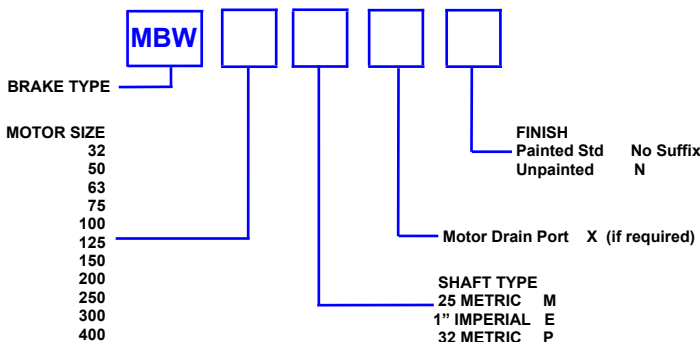 MBW
BRAKE TYPE
MOTOR SIZE
32
50
63
75
100
125
150
200
250
300
400
FINISH
Painted Std No Suffix
Unpainted N
Motor Drain Port X (if required)
SHAFT TYPE
25 METRIC M
1” IMPERIAL E
32 METRIC P